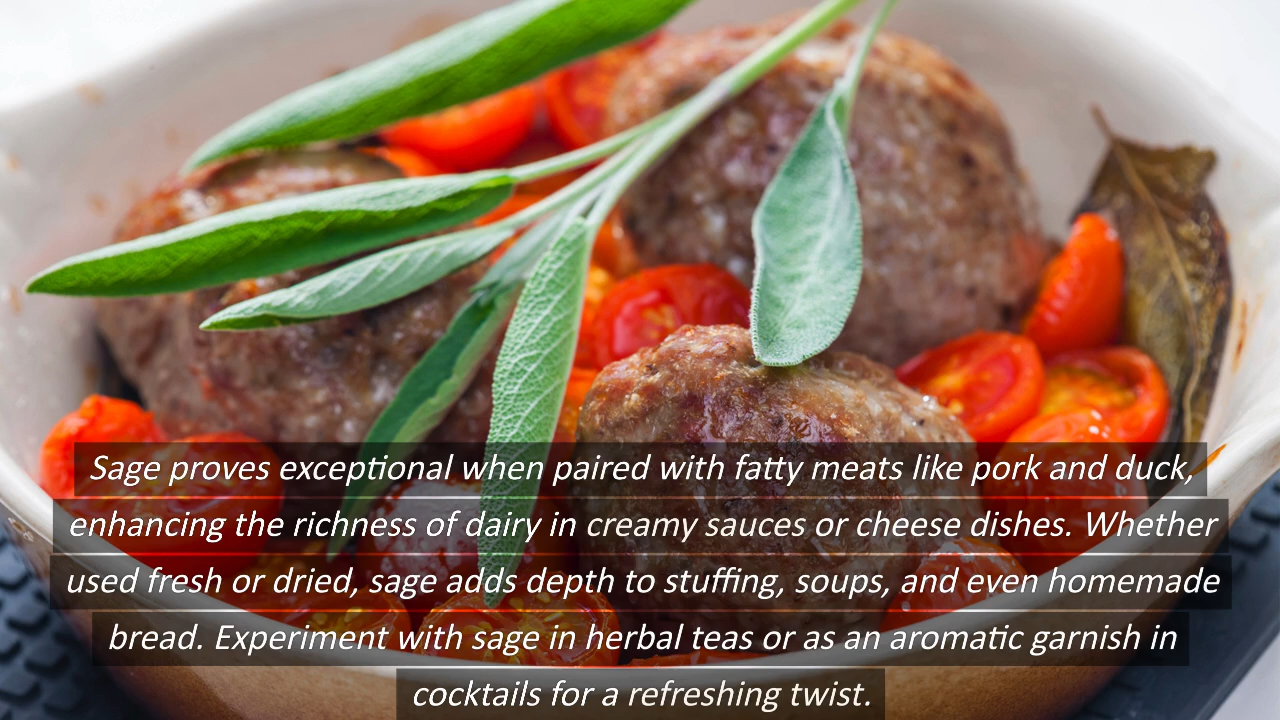 Sage proves exceptional when paired with fatty meats like pork and duck,
enhancing the richness of dairy in creamy sauces or cheese dishes. Whether
used fresh or dried, sage adds depth to stuffing, soups, and even homemade
bread. Experiment with sage in herbal teas or as an aromatic garnish in
cocktails for a refreshing twist.